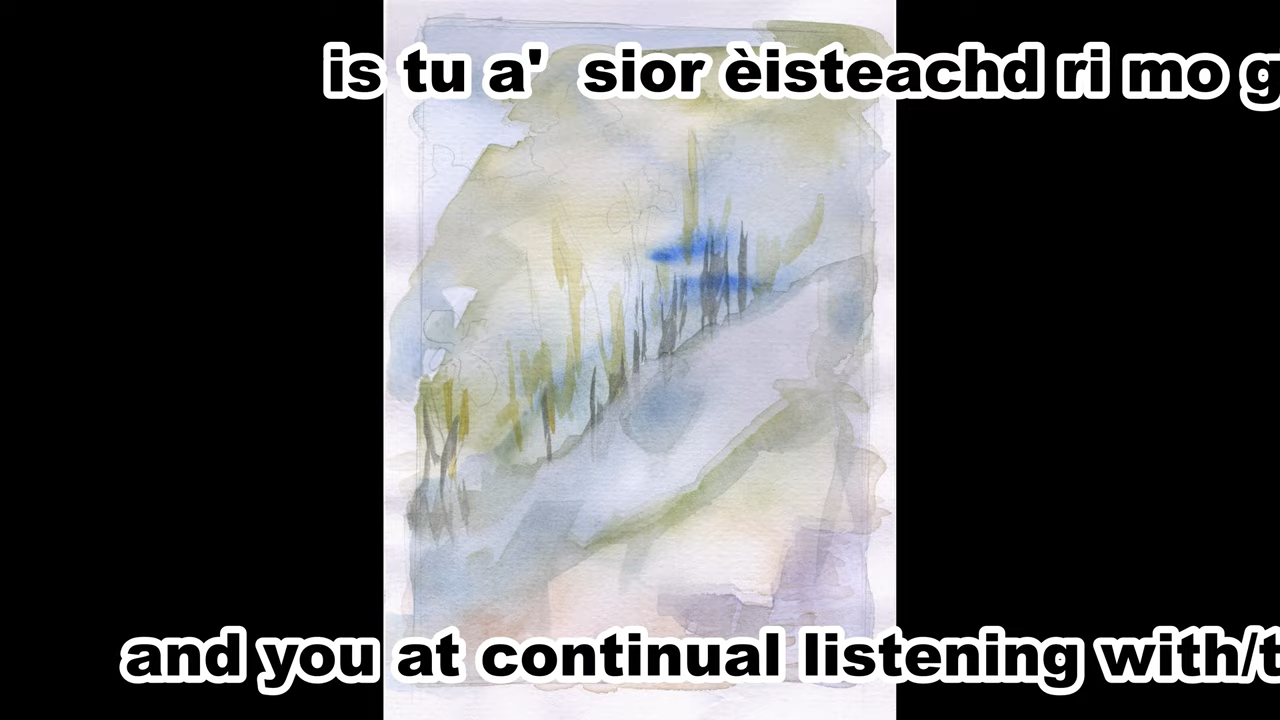 is tu a' sior èisteachd ri mo g
and you at continual listening with/t